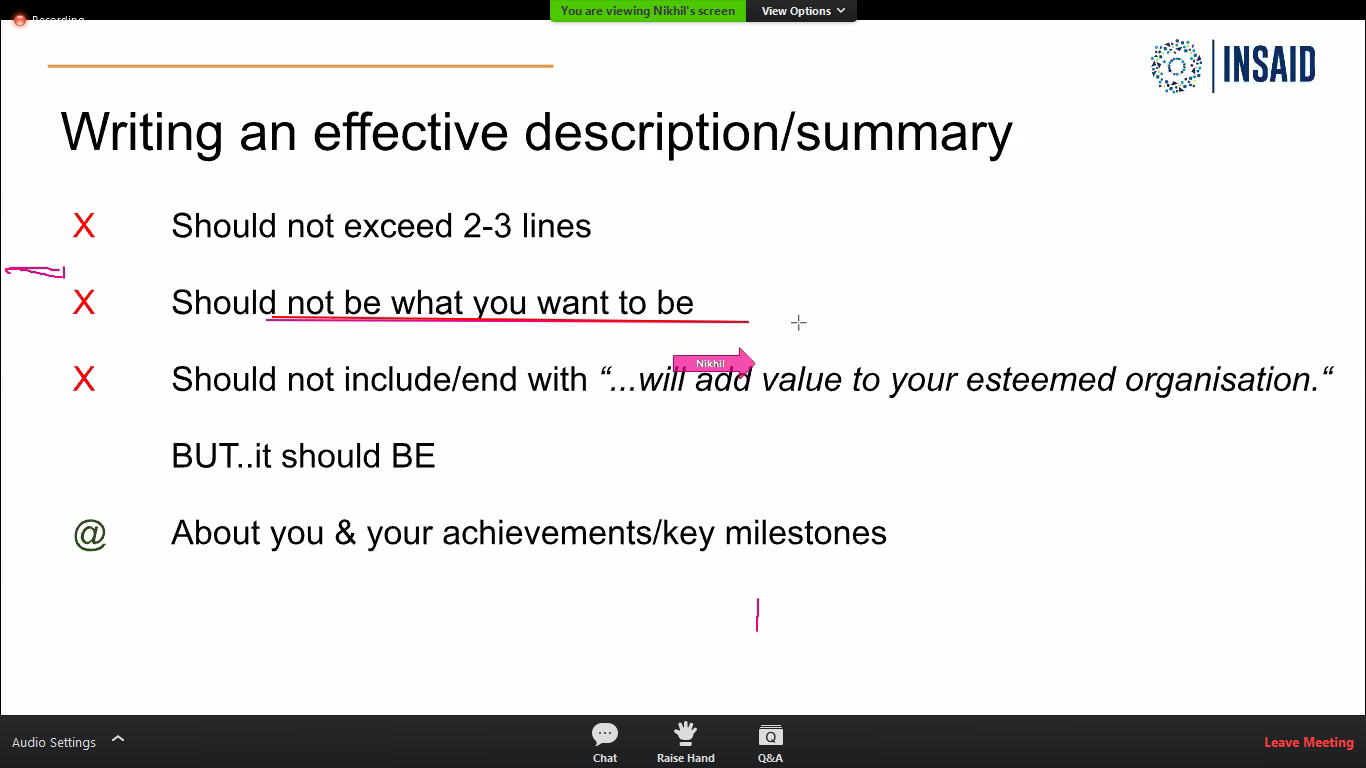 Recording
You are viewing Nikhil's screen
View Options
INSAID
Writing an effective description/summary
X Should not exceed 2-3 lines
X Should not be what you want to be
Nikhil
X Should not include/end with “...will add value to your esteemed organisation.“
BUT..it should BE
@ About you & your achievements/key milestones
Audio Settings
Chat
Raise Hand
Q
Q&A
Leave Meeting